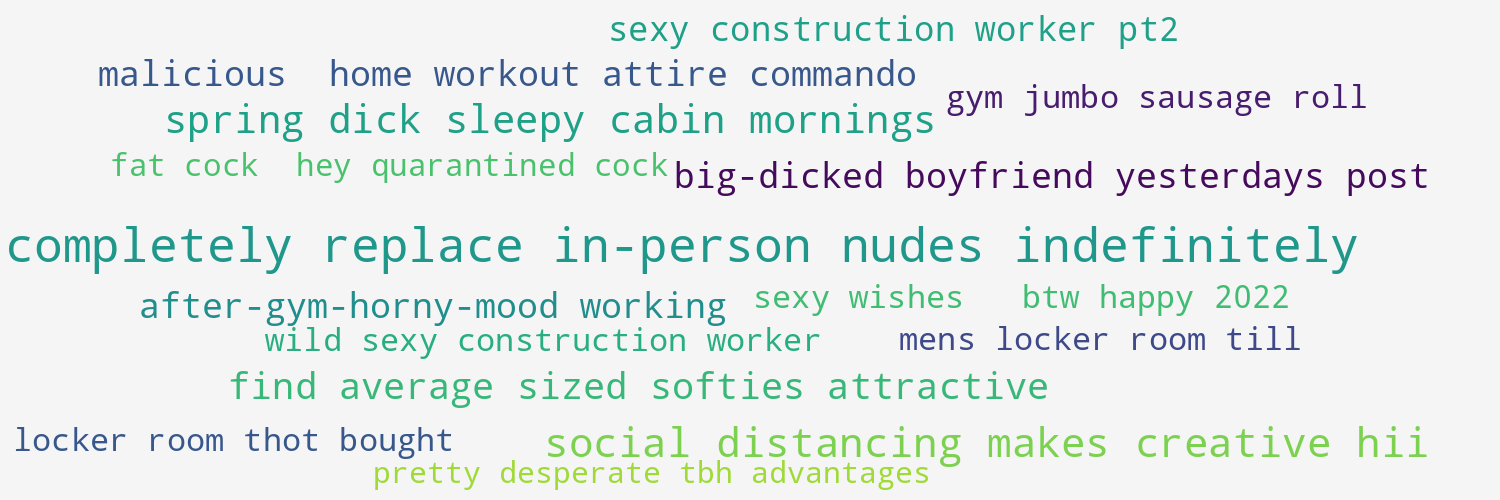 sexy construction worker pt2
malicious home workout attire commando
gym jumbo sausage roll
spring dick sleepy cabin mornings
fat cock hey quarantined cock
big-dicked boyfriend yesterdays post
completely replace in-person nudes indefinitely
after-gym-horny-mood working
sexy wishes btw happy 2022
wild sexy construction worker
mens locker room till
find average sized softies attractive
locker room thot bought
social distancing makes creative hii
pretty desperate tbh advantages